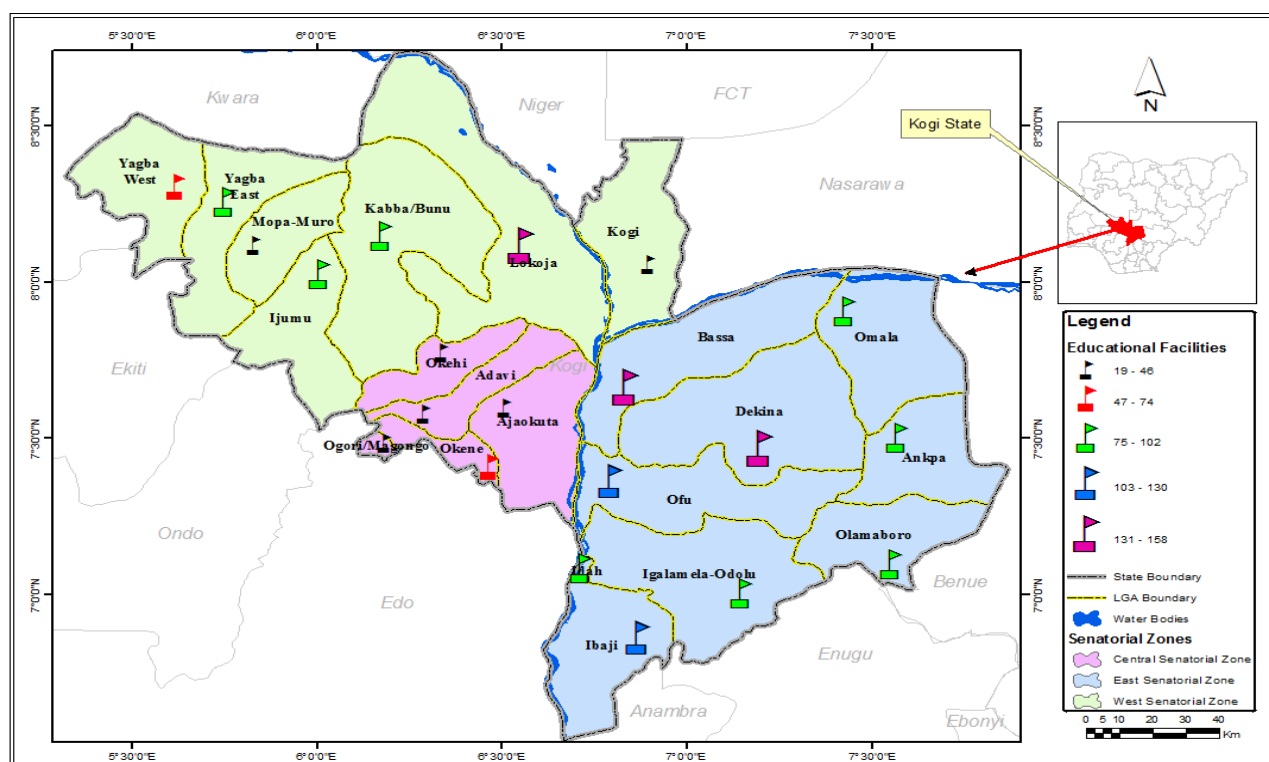 5°30'0"E 6°0'0"E 6°30'0"E 7°0'0"E 7°30'0"E
Kwara
Niger
FCT
N
8°30'0"N
8°30'0"N
Kogi State
Yagba
West
Yagba
East
Nasarawa
Mopa-Muro
Kabba/Bunu
Kogi
Lokoja
8°0'0"N
8°0'0"N
Ijumu
Bassa
Omala
Ekiti
Okehi
Kogi
Adavi
Dekina
Ajaokuta
7°30'0"N
7°30'0"N
Ogori/Magongo
Okene
Ankpa
Ofu
Ondo
Olamaboro
Idah
Igalamela-Odolu
Benue
7°0'0"N
7°0'0"N
Edo
Ibaji
Enugu
Anambra
Ebonyi
5°30'0"E 6°0'0"E 6°30'0"E 7°0'0"E 7°30'0"E
Legend
Educational Facilities
19 - 46
47 - 74
75 - 102
103 - 130
131 - 158
State Boundary
LGA Boundary
Water Bodies
Senatorial Zones
Central Senatorial Zone
East Senatorial Zone
West Senatorial Zone
0 5 10 20 30 40
Km